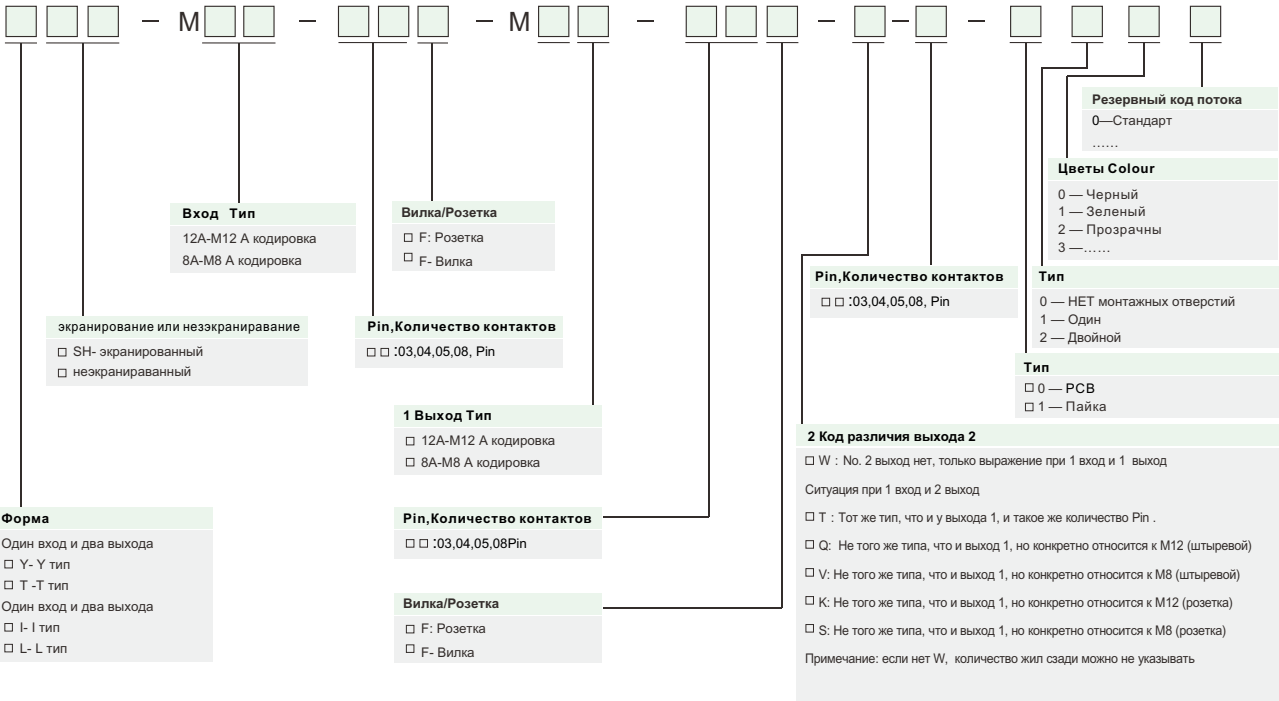 — M — — M — — — —
Резервный код потока
0—Стандарт
......
Цветы Colour
0 — Черный
1 — Зеленый
2 — Прозрачны
3 —......
Вход Тип
12A-M12 A кодировка
8A-M8 A кодировка
Вилка/Розетка
F: Розетка
F- Вилка
Pin,Количество контактов
:03,04,05,08, Pin
Тип
0 — НЕТ монтажных отверстий
1 — Один
2 — Двойной
экранирование или незэкраниравание
SH- экранированный
неэкранираванный
Pin,Количество контактов
:03,04,05,08, Pin
Тип
0 — PCB
1 — Пайка
1 Выход Тип
12A-M12 A кодировка
8A-M8 A кодировка
2 Код различия выхода 2
W : No. 2 выход нет, только выражение при 1 вход и 1 выход
Ситуация при 1 вход и 2 выход
T : Тот же тип, что и у выхода 1, и такое же количество Pin .
Q: Не того же типа, что и выход 1, но конкретно относится к M12 (штыревой)
V: Не того же типа, что и выход 1, но конкретно относится к M8 (штыревой)
K: Не того же типа, что и выход 1, но конкретно относится к M12 (розетка)
S: Не того же типа, что и выход 1, но конкретно относится к M8 (розетка)
Примечание: если нет W, количество жил сзади можно не указывать
Форма
Один вход и два выхода
Y- Y тип
T -T тип
Один вход и два выхода
I- I тип
L- L тип
Pin,Количество контактов
:03,04,05,08Pin
Вилка/Розетка
F: Розетка
F- Вилка